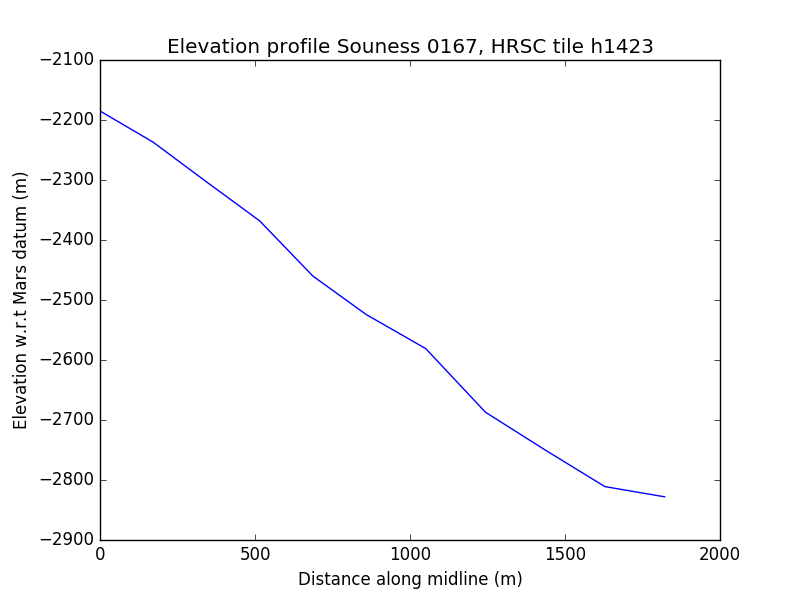 Elevation profile Souness 0167, HRSC tile h1423
−2100
−2200
−2300
−2400
−2500
−2600
−2700
−2800
−2900
Elevation w.r.t Mars datum (m)
0 500 1000 1500 2000
Distance along midline (m)